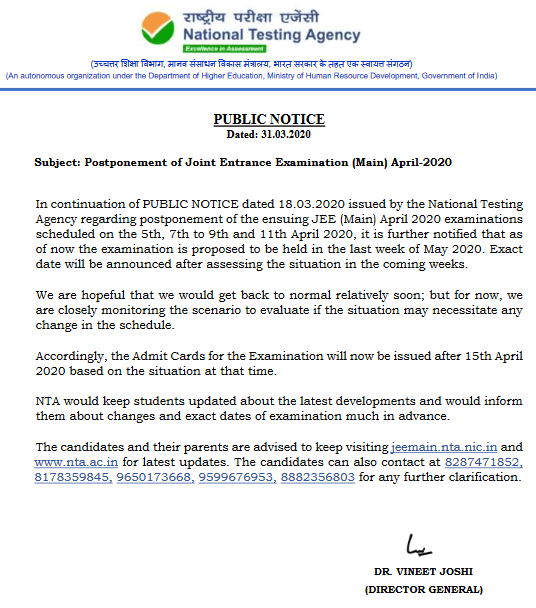 राष्ट्रीय परीक्षा एजेंसी
National Testing Agency
Excellence in Assessment
(उच्चत्तर शिक्षा विभाग, मानव संसाधन विकास मंत्रालय, भारत सरकार के तहत एक स्वायत्त संगठन)
(An autonomous organization under the Department of Higher Education, Ministry of Human Resource Development, Government of India)
PUBLIC NOTICE
Dated: 31.03.2020
Subject: Postponement of Joint Entrance Examination (Main) April-2020
In continuation of PUBLIC NOTICE dated 18.03.2020 issued by the National Testing
Agency regarding postponement of the ensuing JEE (Main) April 2020 examinations
scheduled on the 5th, 7th to 9th and 11th April 2020, it is further notified that as
of now the examination is proposed to be held in the last week of May 2020. Exact
date will be announced after assessing the situation in the coming weeks.
We are hopeful that we would get back to normal relatively soon; but for now, we
are closely monitoring the scenario to evaluate if the situation may necessitate any
change in the schedule.
Accordingly, the Admit Cards for the Examination will now be issued after 15th April
2020 based on the situation at that time.
NTA would keep students updated about the latest developments and would inform
them about changes and exact dates of examination much in advance.
The candidates and their parents are advised to keep visiting jeemain.nta.nic.in and
www.nta.ac.in for latest updates. The candidates can also contact at 8287471852,
8178359845, 9650173668, 9599676953, 8882356803 for any further clarification.
DR. VINEET JOSHI
(DIRECTOR GENERAL)